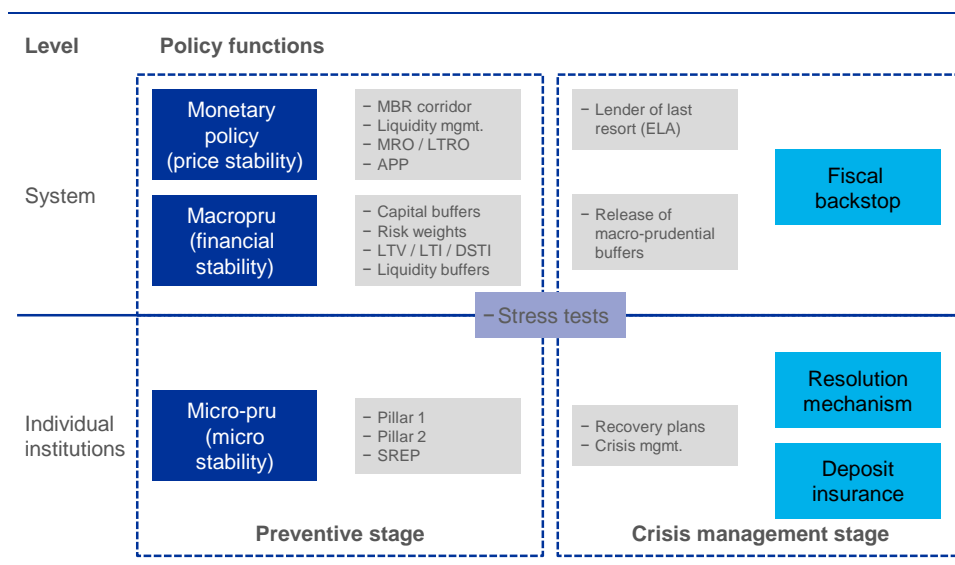 Level
Policy functions
System
Monetary
policy
(price stability)
− MBR corridor
− Liquidity mgmt.
− MRO / LTRO
− APP
− Lender of last
resort (ELA)
Fiscal
backstop
Macropru
(financial
stability)
− Capital buffers
− Risk weights
− LTV / LTI / DSTI
− Liquidity buffers
− Release of
macro-prudential
buffers
− Stress tests
Individual
institutions
Micro-pru
(micro
stability)
− Pillar 1
− Pillar 2
− SREP
− Recovery plans
− Crisis mgmt.
Resolution
mechanism
Deposit
insurance
Preventive stage
Crisis management stage